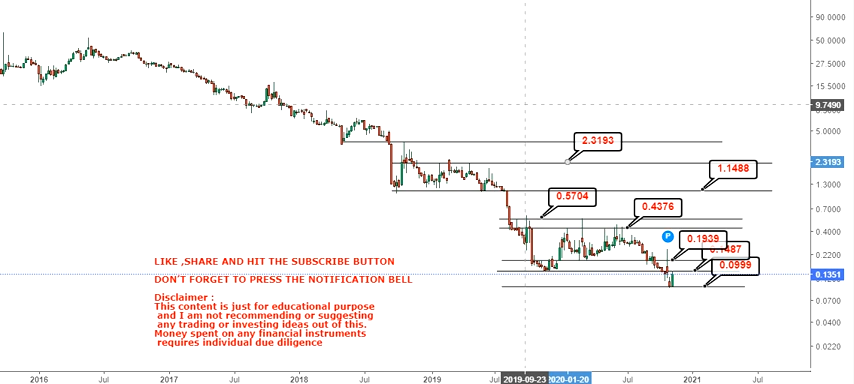 90.0000
50.0000
27.5000
15.5000
9.7490
5.0000
2.3193
2.3193
1.1488
1.3000
0.5704
0.7000
0.4376
0.4000
P
0.1939
0.1487
0.2200
0.0999
LIKE ,SHARE AND HIT THE SUBSCRIBE BUTTON
0.1351
DON'T FORGET TO PRESS THE NOTIFICATION BELL
Disclaimer :
This content is just for educational purpose
and I am not recommending or suggesting
any trading or investing ideas out of this.
Money spent on any financial instruments
requires individual due diligence
0.0700
0.0400
0.0220
2016 Jul 2017 Jul 2018 Jul 2019 Jul 2019-09-23 2020-01-20 Jul 2021 Jul